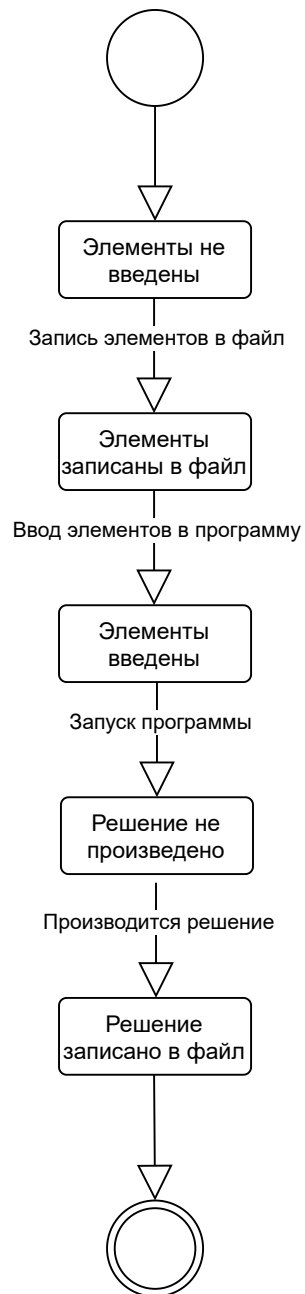 Элементы не
введены
Запись элементов в файл
Элементы
записаны в файл
Ввод элементов в программу
Элементы
введены
Запуск программы
Решение не
произведено
Производится решение
Решение
записано в файл